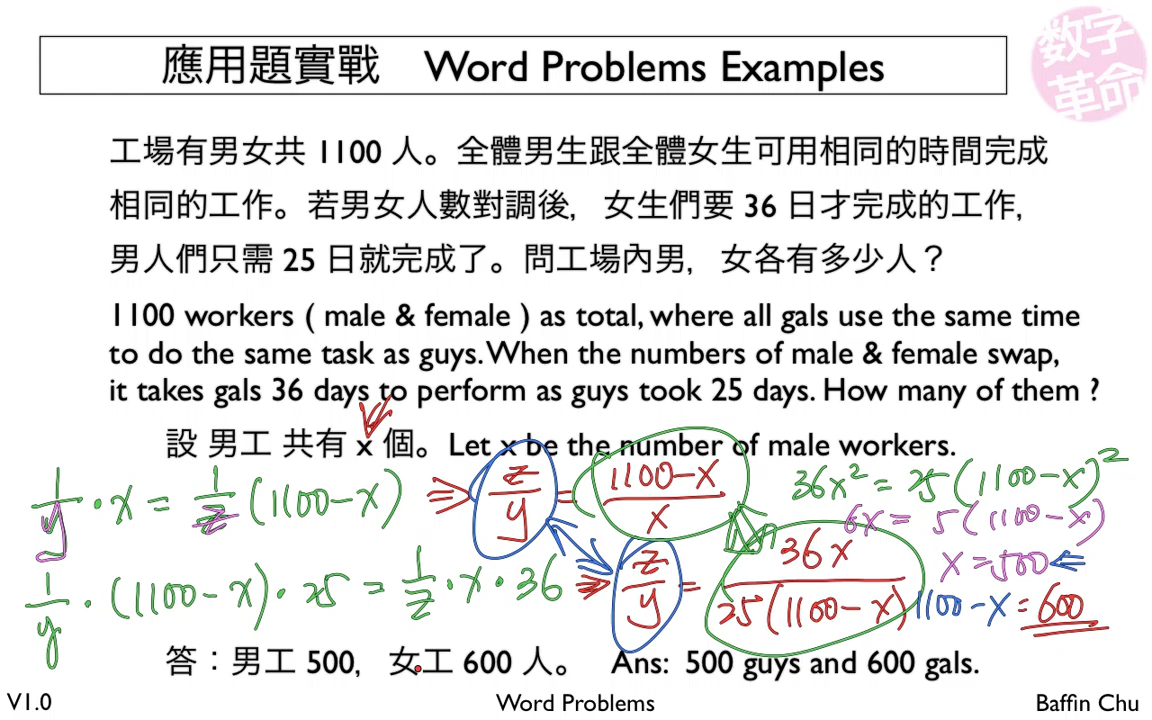 應用題實戰 Word Problems Examples
数字
革命
工場有男女共 1100 人。全體男生跟全體女生可用相同的時間完成
相同的工作。若男女人數對調後, 女生們要 36 日才完成的工作,
男人們只需 25 日就完成了。問工場內男, 女各有多少人？
1100 workers ( male & female ) as total, where all gals use the same time
to do the same task as guys. When the numbers of male & female swap,
it takes gals 36 days to perform as guys took 25 days. How many of them ?
設 男工 共有 x 個。Let x be the number of male workers.
1/y · x = 1/z (1100-x) ⇒ z/y = (1100-x)/x
36x² = 25(1100-x)²
6x = 5(1100-x)
x = 500
1/y · (1100-x) · 25 = 1/z · x · 36 ⇒ z/y = 36x/25(1100-x)
1100-x = 600
答：男工 500, 女工 600 人。 Ans: 500 guys and 600 gals.
V1.0 Word Problems Baffin Chu